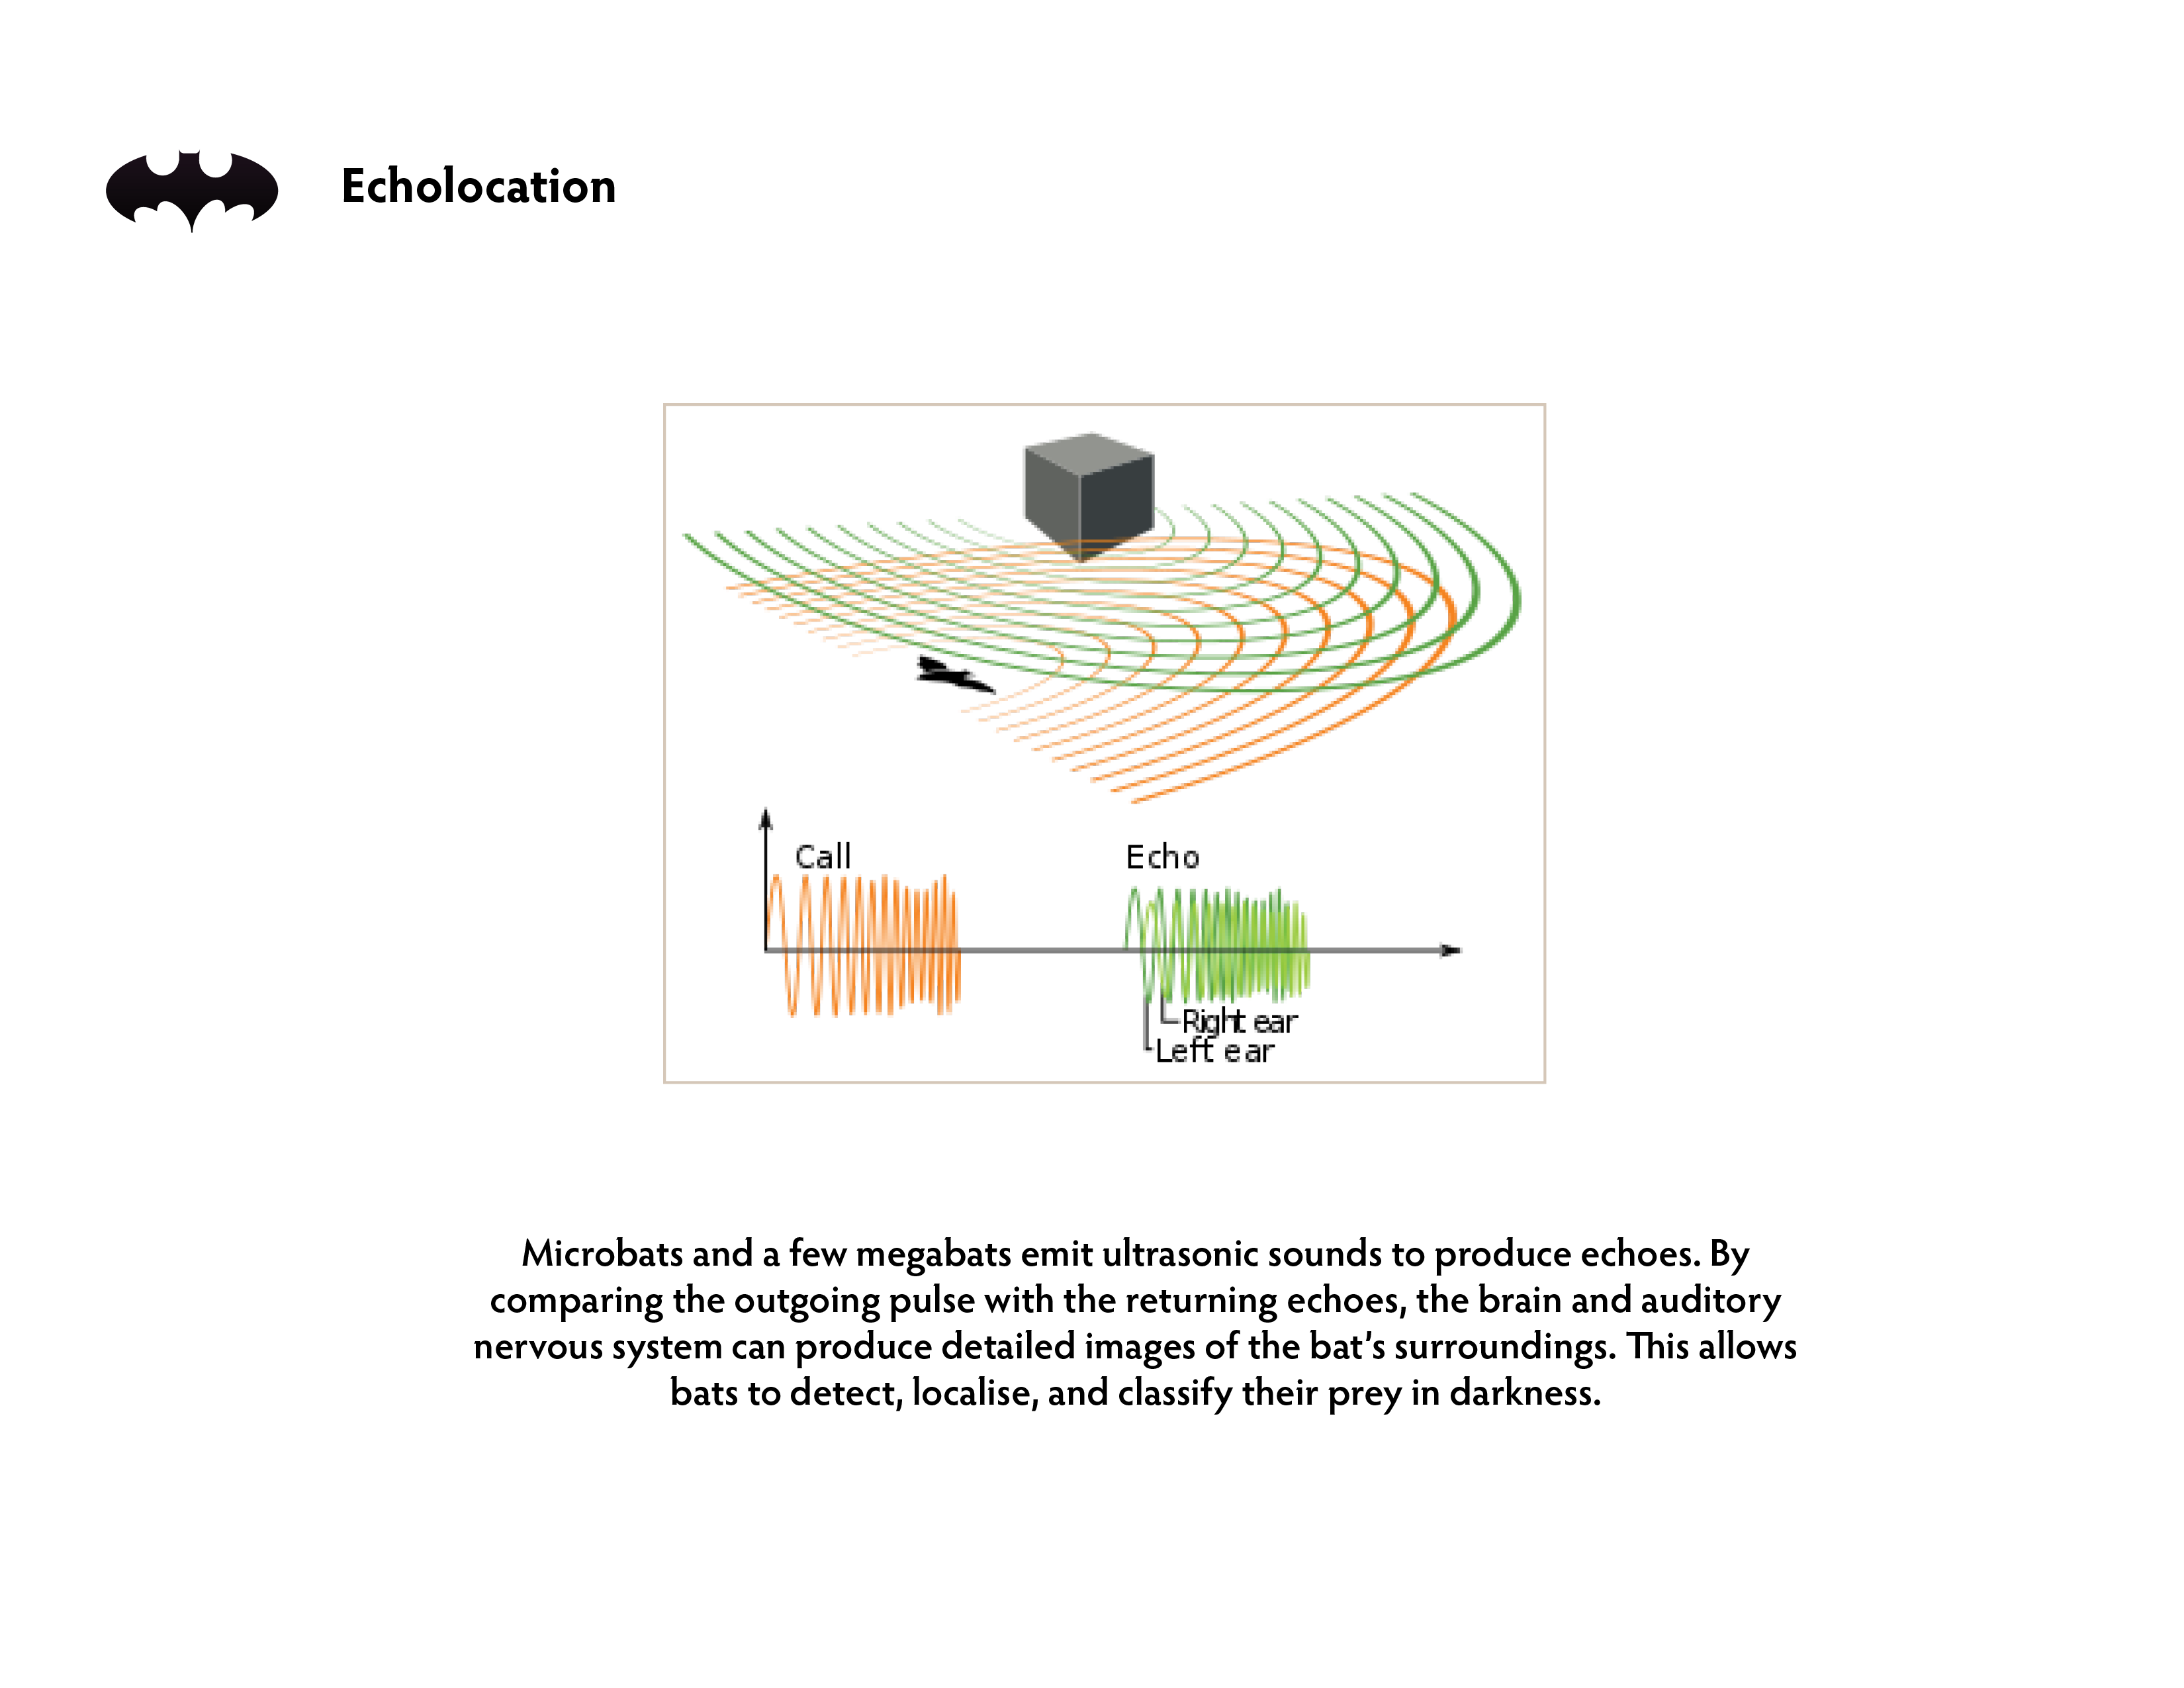 Echolocation
Call
Echo
Right ear
Left ear
Microbats and a few megabats emit ultrasonic sounds to produce echoes. By
comparing the outgoing pulse with the returning echoes, the brain and auditory
nervous system can produce detailed images of the bat's surroundings. This allows
bats to detect, localise, and classify their prey in darkness.